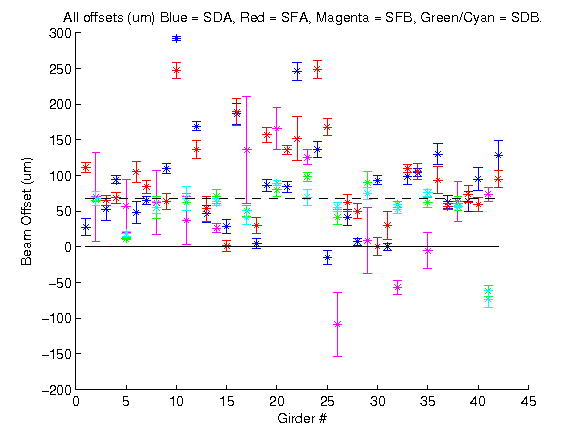 All offsets (um) Blue = SDA, Red = SFA, Magenta = SFB, Green/Cyan = SDB.
300
250
200
150
100
50
0
−50
−100
−150
−200
Beam Offset (um)
0 5 10 15 20 25 30 35 40 45
Girder #